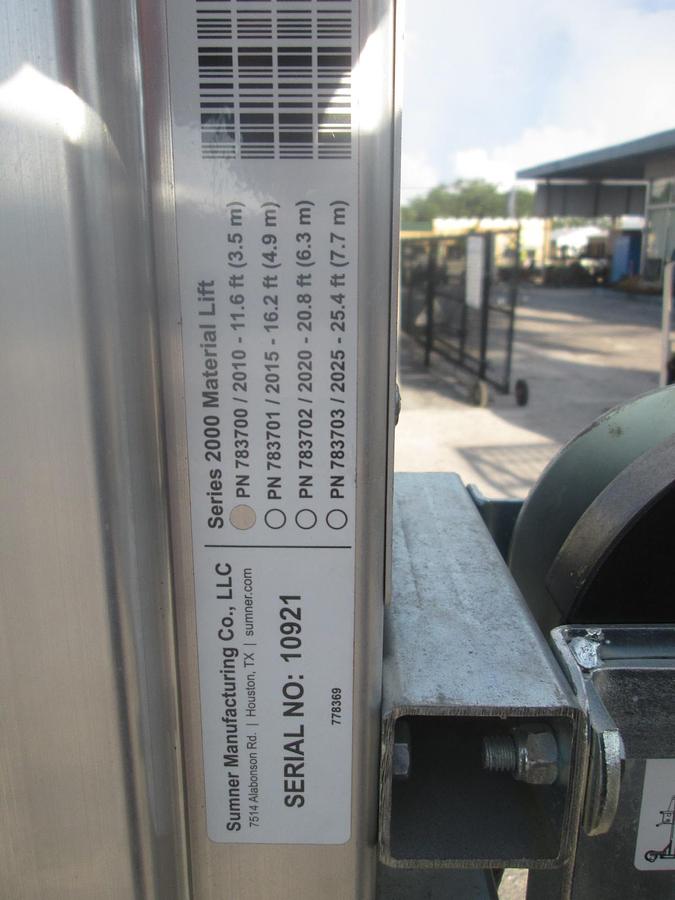 Sumner Manufacturing Co., LLC
7514 Alabonson Rd. | Houston, TX | sumner.com
SERIAL NO: 10921
778369
Series 2000 Material Lift
PN 783700 / 2010 - 11.6 ft (3.5 m)
PN 783701 / 2015 - 16.2 ft (4.9 m)
PN 783702 / 2020 - 20.8 ft (6.3 m)
PN 783703 / 2025 - 25.4 ft (7.7 m)